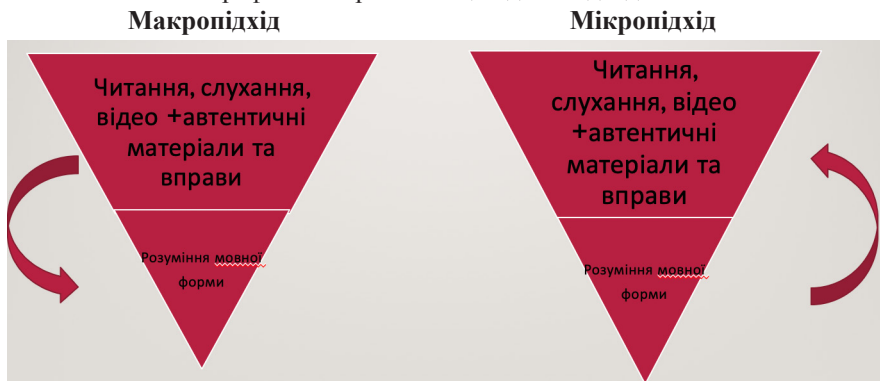 Макропідхід
Мікропідхід
Читання, слухання,
відео +автентичні
матеріали та
вправи
Розуміння мовної
форми
Читання,
слухання, відео
+автентичні
матеріали та
вправи
Розуміння мовної
форми